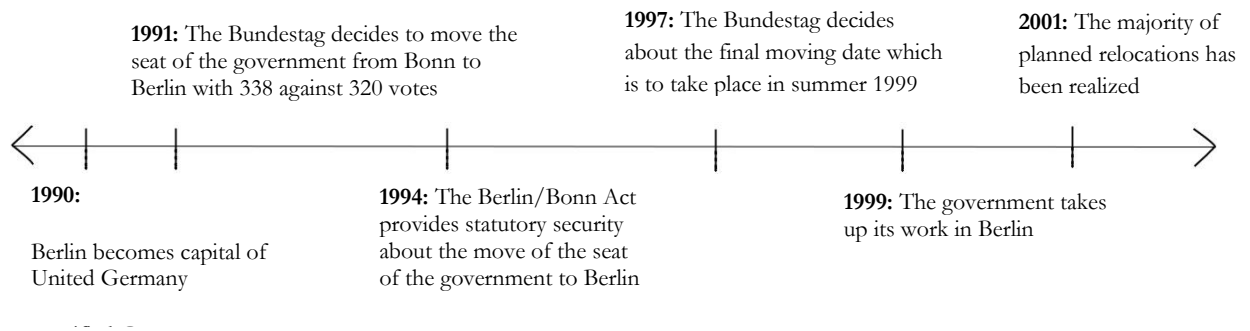 1991: The Bundestag decides to move the
seat of the government from Bonn to
Berlin with 338 against 320 votes
1997: The Bundestag decides
about the final moving date which
is to take place in summer 1999
2001: The majority of
planned relocations has
been realized
1990:
Berlin becomes capital of
United Germany
1994: The Berlin/Bonn Act
provides statutory security
about the move of the seat
of the government to Berlin
1999: The government takes
up its work in Berlin